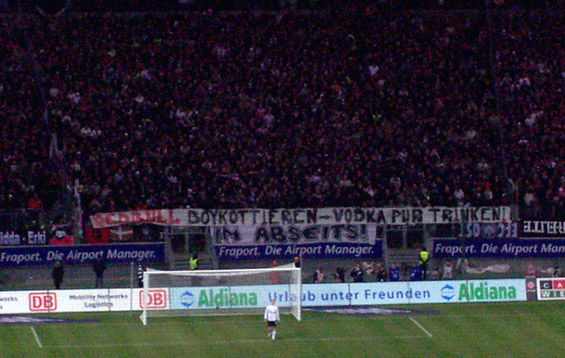 REDBULL BOYKOTTIEREN-VODKA PUR TRINKEN!
IM ABSEITS!
Erki
Fraport. Die Airport Manager.
Fraport. Die Airport Manager.
Fraport. Die Airport Manager.
DB Mobility Networks Logistics
DB
Aldiana Urlaub unter Freunden Aldiana